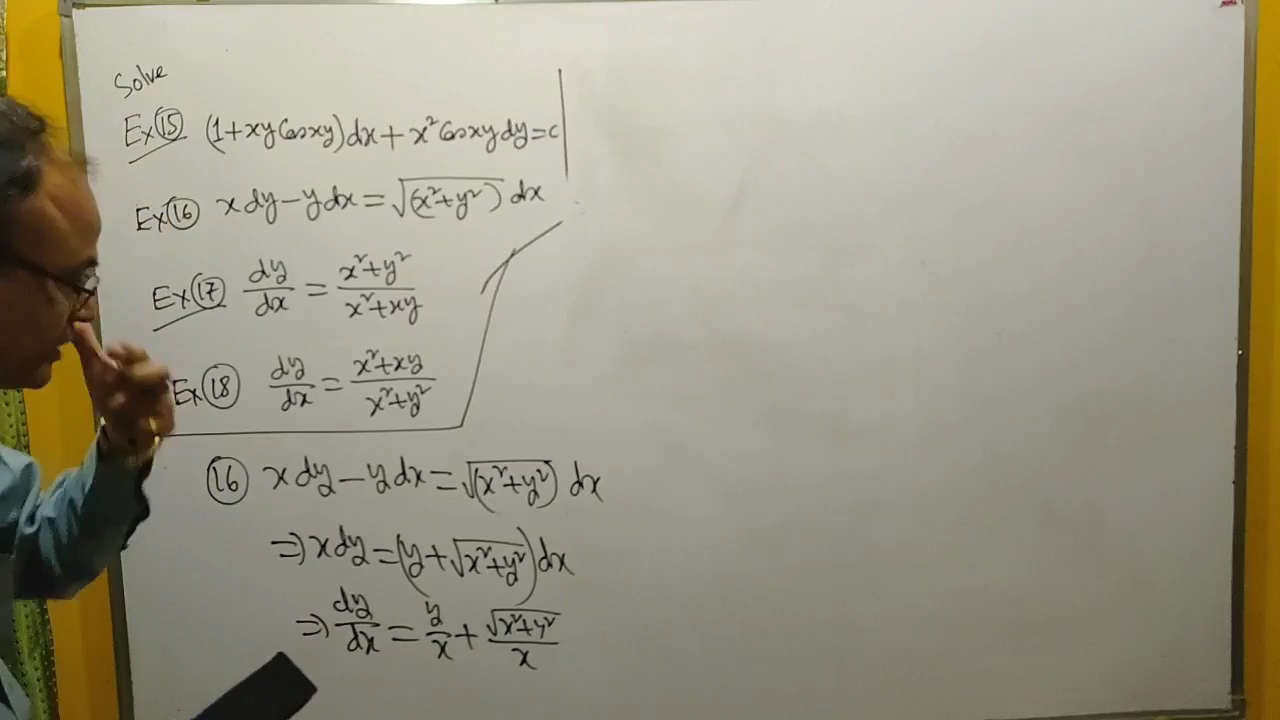 Solve
Ex (15) (1+xy Cos xy)dx + x² Cos xy dy = c
Ex (16) x dy − y dx = √(x²+y²) dx
Ex (17) dy/dx = (x²+y²)/(x²+xy)
Ex (18) dy/dx = (x²+xy)/(x²+y²)
(16) x dy − y dx = √(x²+y²) dx
⇒ x dy = (y + √(x²+y²)) dx
⇒ dy/dx = y/x + √(x²+y²)/x